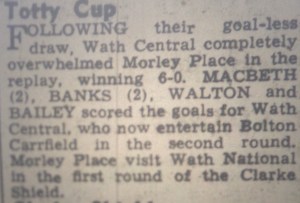 Totty Cup
FOLLOWING their goal-less
draw, Wath Central completely
overwhelmed Morley Place in the
replay, winning 6-0. MACBETH
(2), BANKS (2), WALTON and
BAILEY scored the goals for Wath
Central, who now entertain Bolton
Carrfield in the second round.
Morley Place visit Wath National
in the first round of the Clarke
Shield.